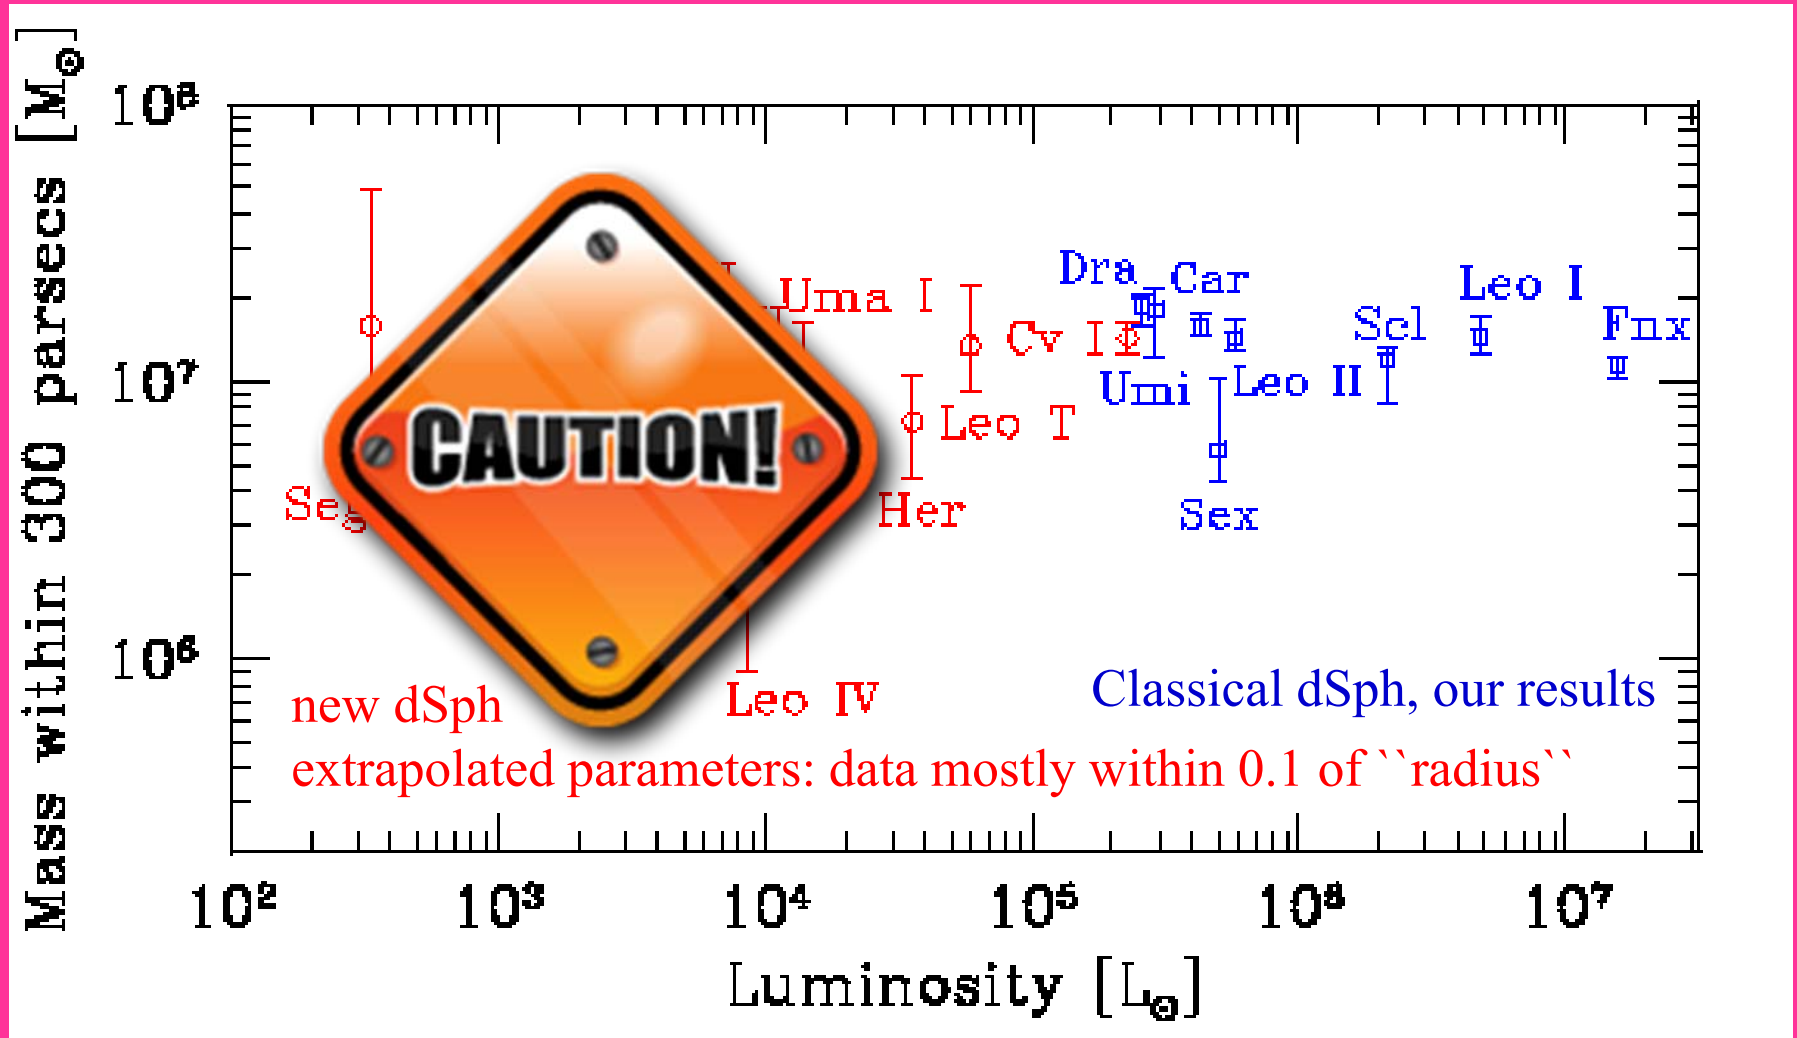 Mass within 300 parsecs [M⊙]
10⁸
10⁷
10⁶
Dra
Car
Leo I
Uma I
Scl
Fnx
Cv II
Umi
Leo II
Leo T
CAUTION!
Her
Sex
Leo IV
new dSph
Classical dSph, our results
extrapolated parameters: data mostly within 0.1 of ``radius``
10² 10³ 10⁴ 10⁵ 10⁶ 10⁷
Luminosity [L⊙]